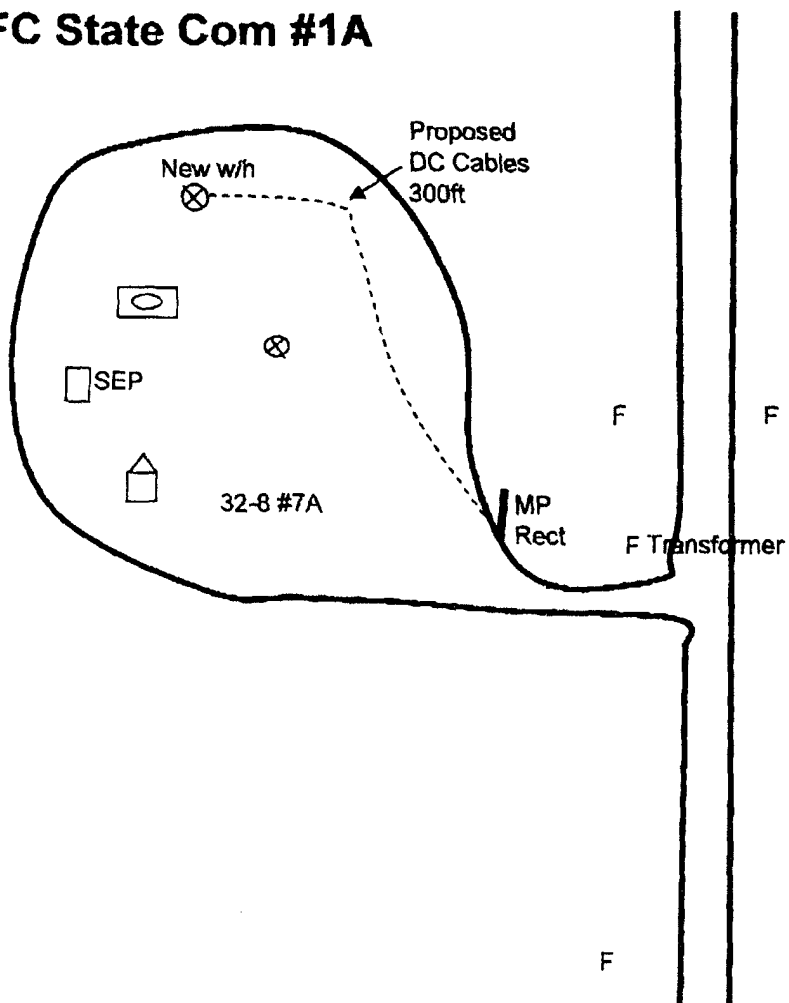 FC State Com #1A
Proposed
DC Cables
300ft
New w/h
SEP
32-8 #7A
MP
Rect
F
F
F Transformer
F